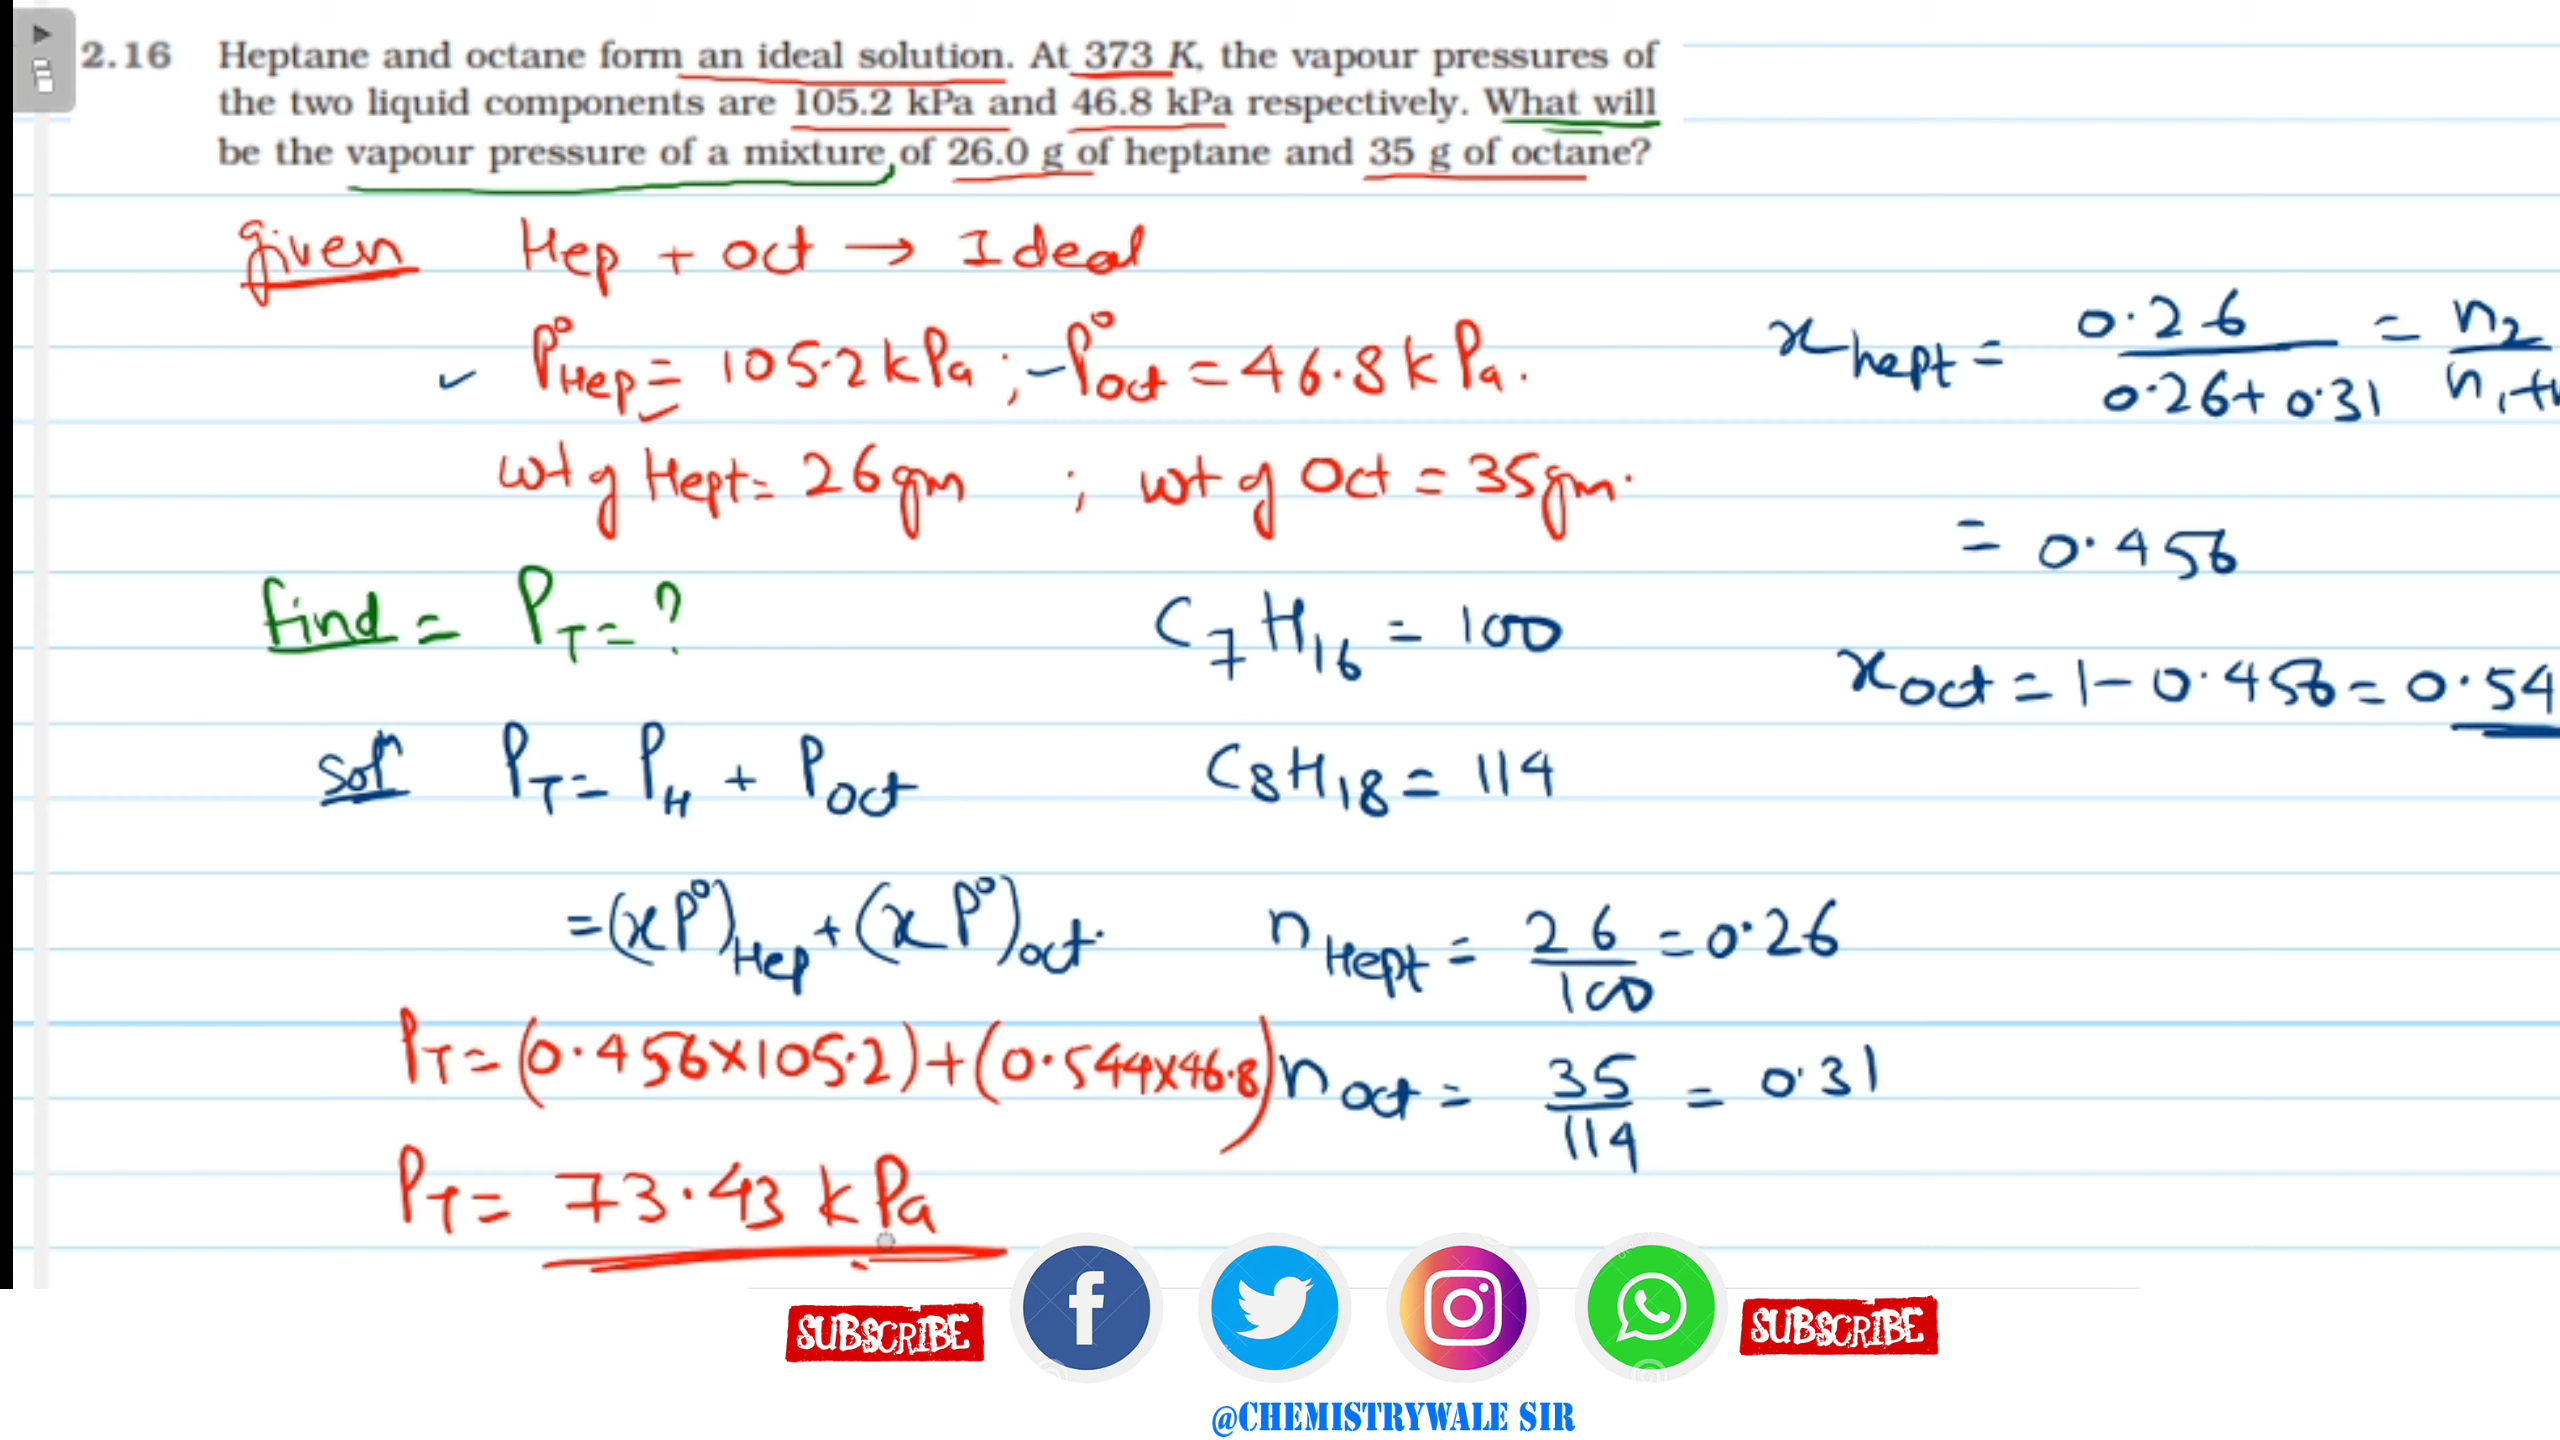 2.16 Heptane and octane form an ideal solution. At 373 K, the vapour pressures of
the two liquid components are 105.2 kPa and 46.8 kPa respectively. What will
be the vapour pressure of a mixture of 26.0 g of heptane and 35 g of octane?
given Hep + oct → Ideal
P°Hep = 105.2 kPa ; P°oct = 46.8 kPa.
wt of Hept = 26 gm ; wt of Oct = 35 gm.
find = PT = ?
soln PT = PH + Poct
= (xP°)Hep + (xP°)oct.
PT = (0.456×105.2)+(0.544×46.8)
PT = 73.43 kPa
C7H16 = 100
C8H18 = 114
nHept = 26/100 = 0.26
noct = 35/114 = 0.31
xhept = 0.26/0.26+0.31 = n2/n1+
= 0.456
xoct = 1-0.456 = 0.54
SUBSCRIBE
f
SUBSCRIBE
@CHEMISTRYWALE SIR